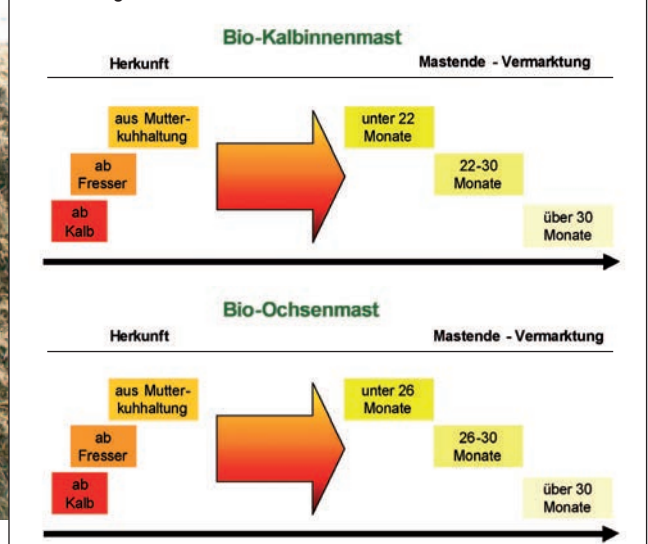 Bio-Kalbinnenmast
Herkunft
Mastende - Vermarktung
aus Mutter-
kuhhaltung
unter 22
Monate
ab
Fresser
22-30
Monate
ab
Kalb
über 30
Monate
Bio-Ochsenmast
Herkunft
Mastende - Vermarktung
aus Mutter-
kuhhaltung
unter 26
Monate
ab
Fresser
26-30
Monate
ab
Kalb
über 30
Monate